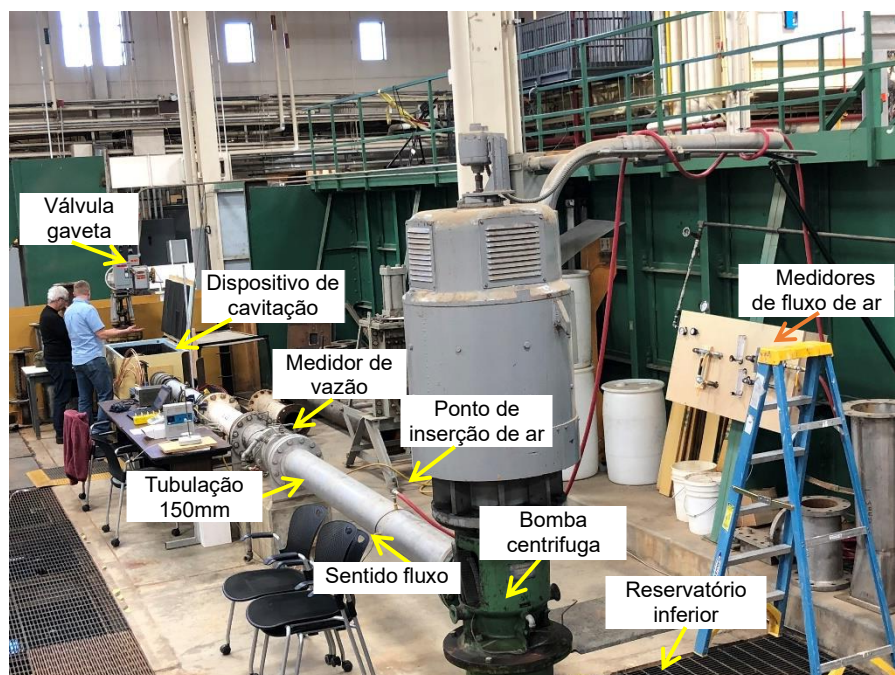 Válvula
gaveta
Dispositivo de
cavitação
Medidor de
vazão
Medidores
de fluxo de ar
Ponto de
inserção de ar
Tubulação
150mm
Sentido fluxo
Bomba
centrifuga
Reservatório
inferior